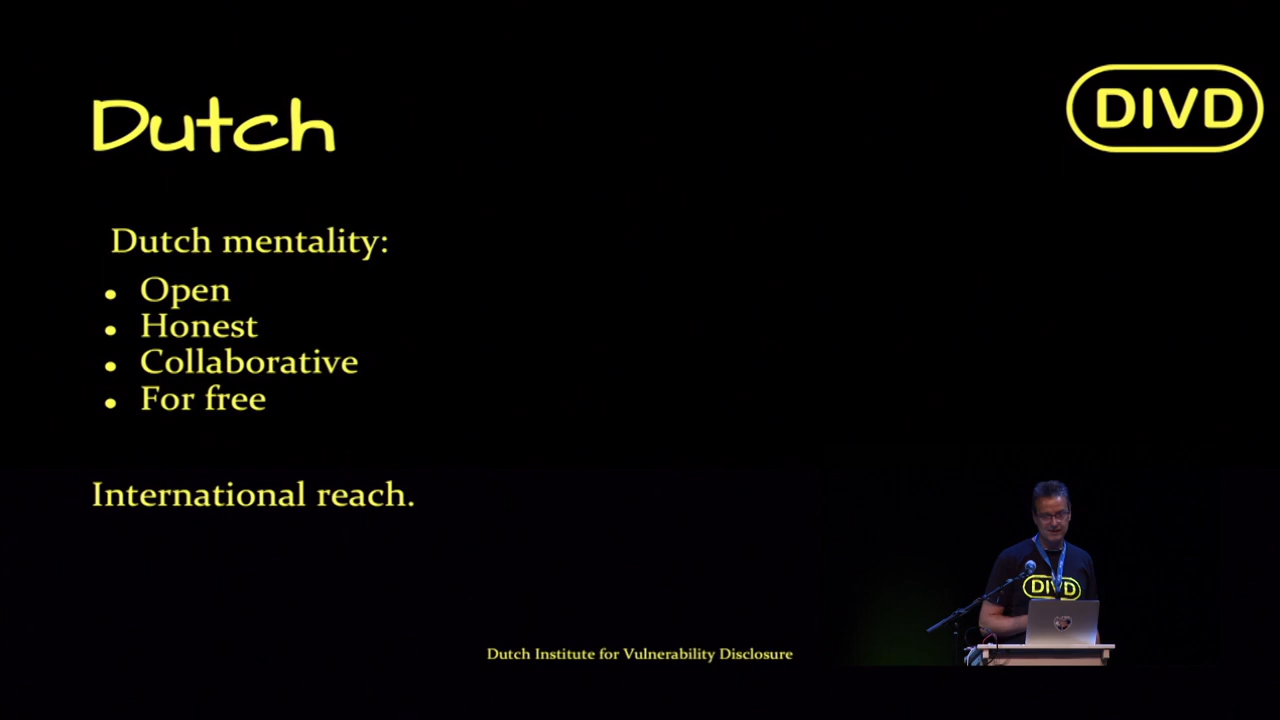 Dutch
DIVD
Dutch mentality:
• Open
• Honest
• Collaborative
• For free
International reach.
DIVD
Dutch Institute for Vulnerability Disclosure